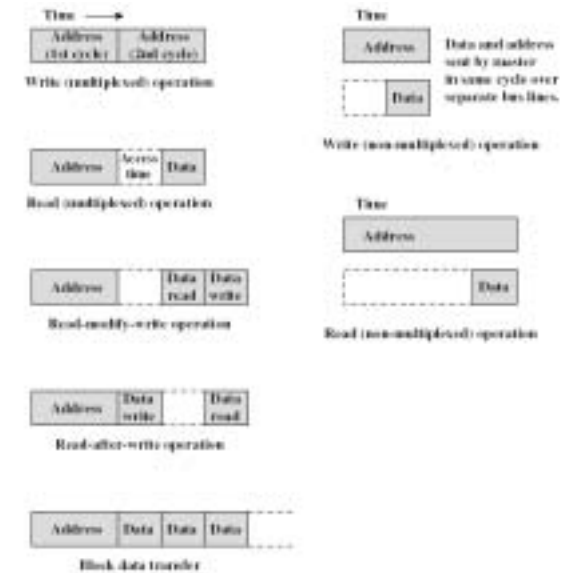 Time
Address
(1st cycle)
Address
(2nd cycle)
Write (multiplexed) operation
Address
Access
time
Data
Read (multiplexed) operation
Address
Data
read
Data
write
Read-modify-write operation
Address
Data
write
Data
read
Read-after-write operation
Address
Data
Data
Data
Block data transfer
Time
Address
Data and address
sent by master
in same cycle over
separate bus lines.
Data
Write (non-multiplexed) operation
Time
Address
Data
Read (non-multiplexed) operation